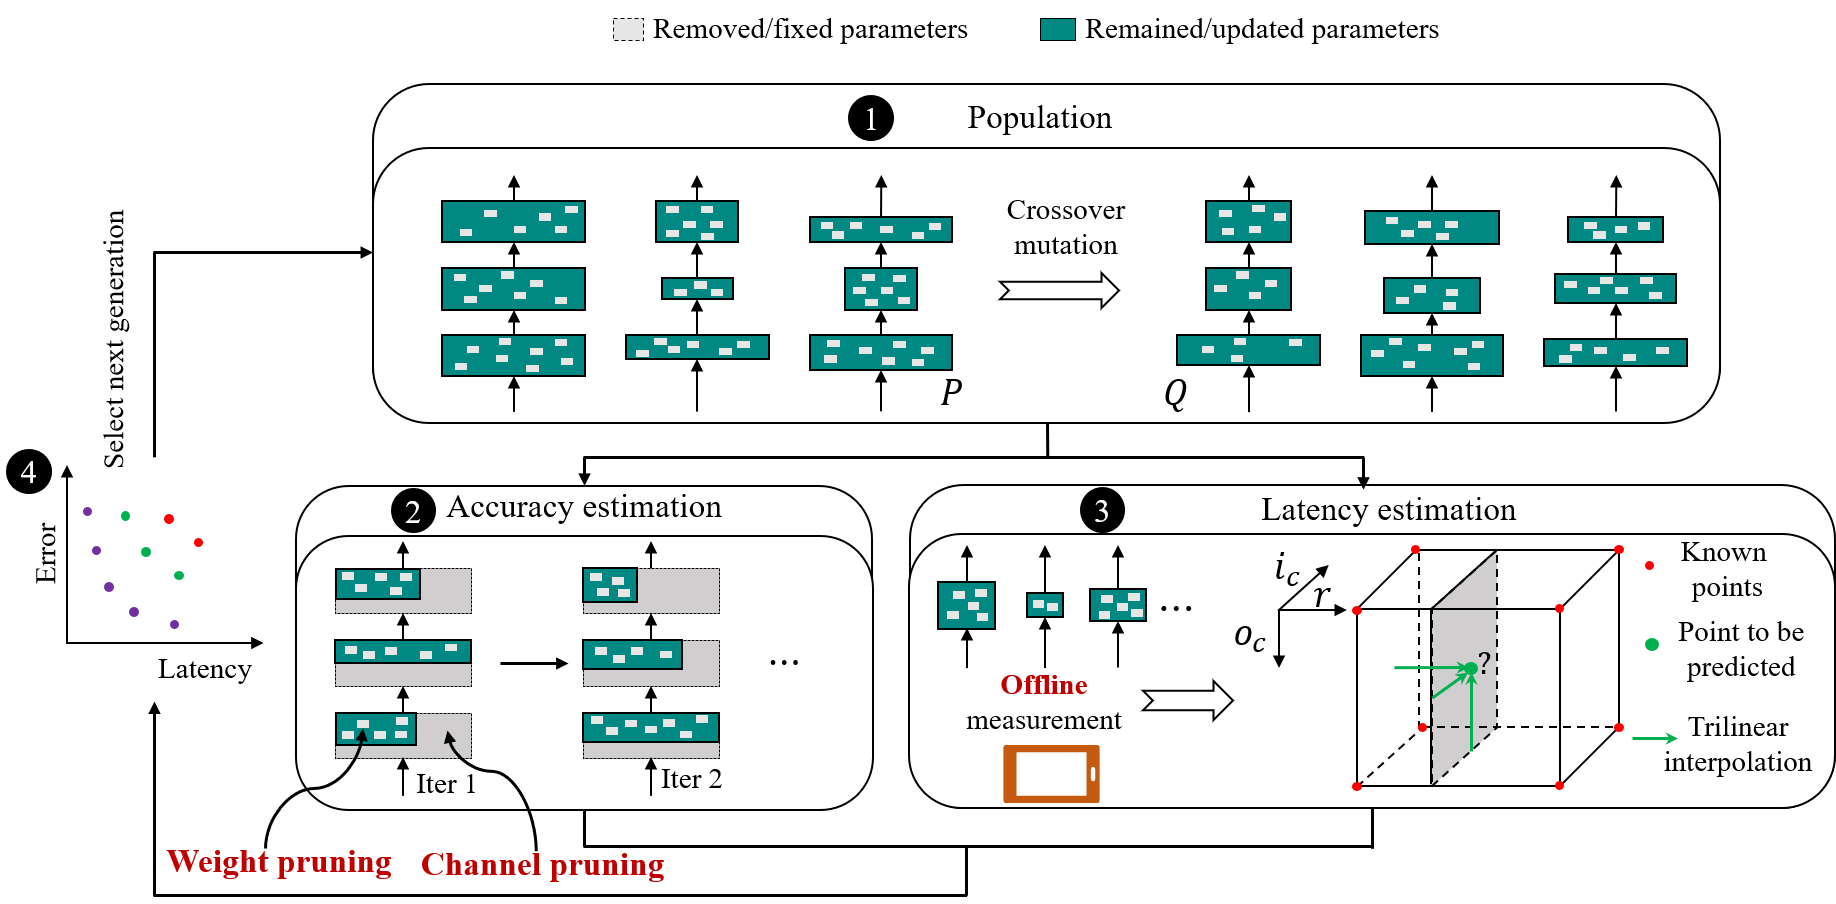 Removed/fixed parameters
Remained/updated parameters
1
Population
Crossover
mutation
P
Q
Select next generation
4
Error
Latency
2
Accuracy estimation
Iter 1
Iter 2
...
Weight pruning
Channel pruning
3
Latency estimation
...
Offline
measurement
i_c
r
o_c
?
Known
points
Point to be
predicted
Trilinear
interpolation